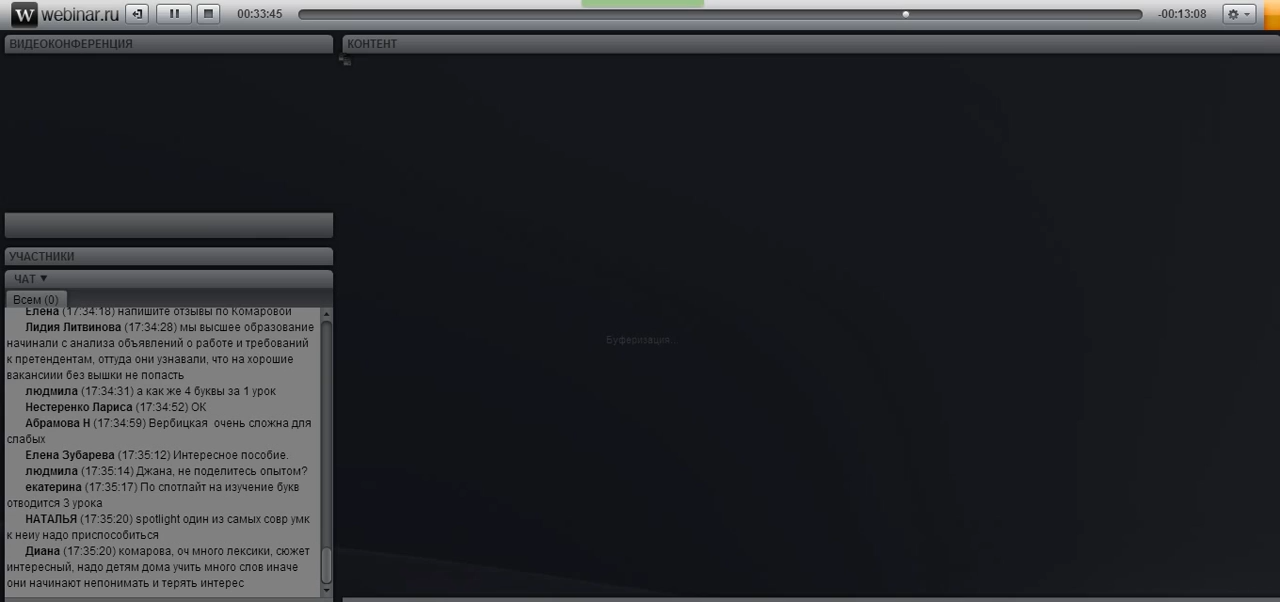 webinar.ru
00:33:45
-00:13:08
ВИДЕОКОНФЕРЕНЦИЯ
КОНТЕНТ
УЧАСТНИКИ
ЧАТ
Всем (0)
Елена (17:34:18) напишите отзывы по Комаровой
Лидия Литвинова (17:34:28) мы высшее образование
начинали с анализа объявлений о работе и требований
к претендентам, оттуда они узнавали, что на хорошие
вакансиии без вышки не попасть
людмила (17:34:31) а как же 4 буквы за 1 урок
Нестеренко Лариса (17:34:52) ОК
Абрамова Н (17:34:59) Вербицкая очень сложна для
слабых
Елена Зубарева (17:35:12) Интересное пособие.
людмила (17:35:14) Джана, не поделитесь опытом?
екатерина (17:35:17) По спотлайт на изучение букв
отводится 3 урока
НАТАЛЬЯ (17:35:20) spotlight один из самых совр умк
к неиу надо приспособиться
Диана (17:35:20) комарова, оч много лексики, сюжет
интересный, надо детям дома учить много слов иначе
они начинают непонимать и терять интерес
Буферизация...